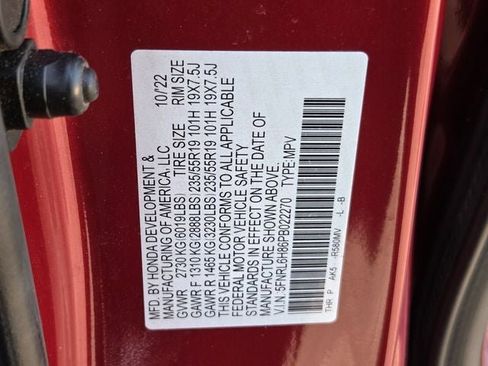 MFD. BY HONDA DEVELOPMENT &
MANUFACTURING OF AMERICA, LLC 10/22
GVWR 2730 KG(6019LBS) TIRE SIZE RIM SIZE
GAWR F 1310 KG(2888LBS) 235/55R19 101H 19X7.5J
GAWR R 1465 KG(3230LBS) 235/55R19 101H 19X7.5J
THIS VEHICLE CONFORMS TO ALL APPLICABLE
FEDERAL MOTOR VEHICLE SAFETY
STANDARDS IN EFFECT ON THE DATE OF
MANUFACTURE SHOWN ABOVE.
V.I.N: 5FNRL6H86PB022270 TYPE:MPV
THR P AK5 R580MV -L -B